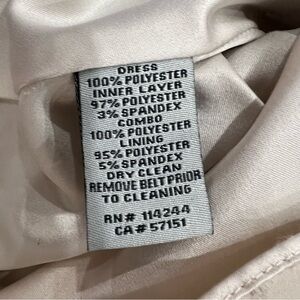 DRESS
100% POLYESTER
INNER LAYER
97% POLYESTER
3% SPANDEX
COMBO
100% POLYESTER
LINING
95% POLYESTER
5% SPANDEX
DRY CLEAN
REMOVE BELT PRIOR
TO CLEANING
RN# 114244
CA# 57151